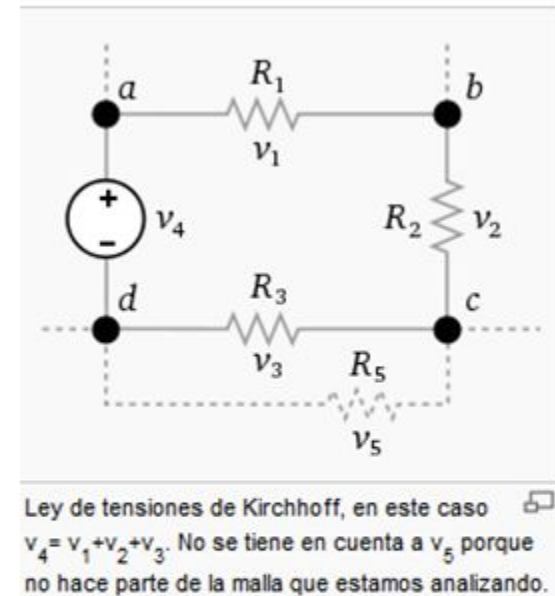 R₁
a
b
v₁
+
v₄
R₂
v₂
−
d
R₃
c
v₃
R₅
v₅
Ley de tensiones de Kirchhoff, en este caso
v₄= v₁+v₂+v₃. No se tiene en cuenta a v₅ porque
no hace parte de la malla que estamos analizando.